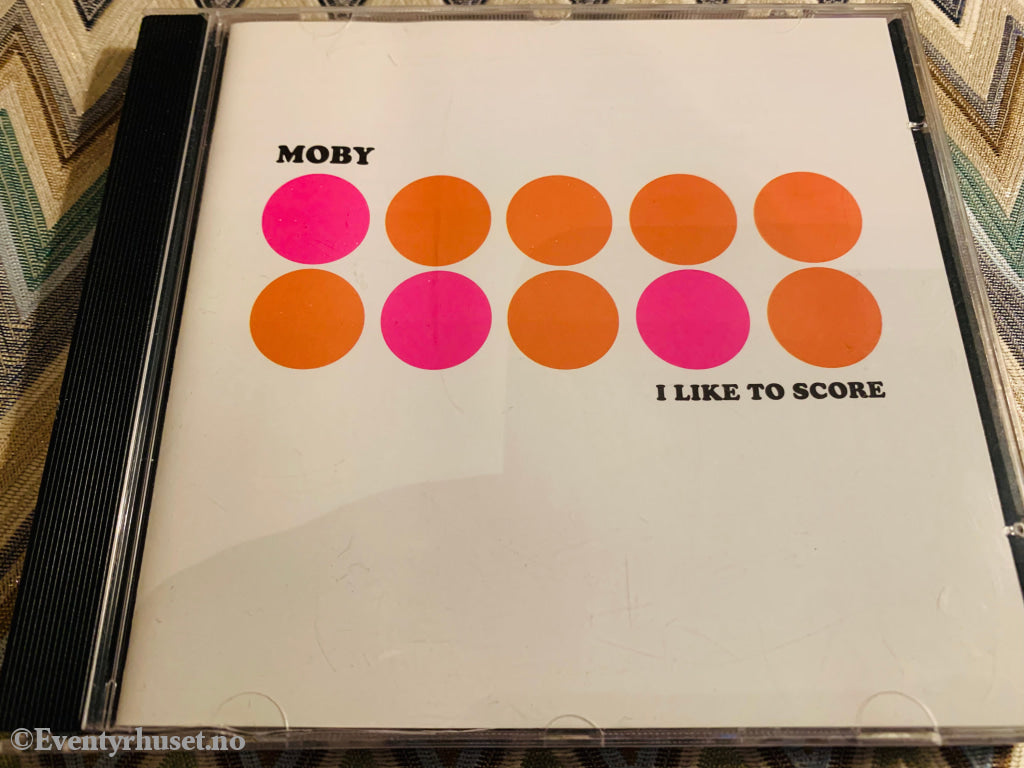 MOBY
I LIKE TO SCORE
©Eventyrhuset.no